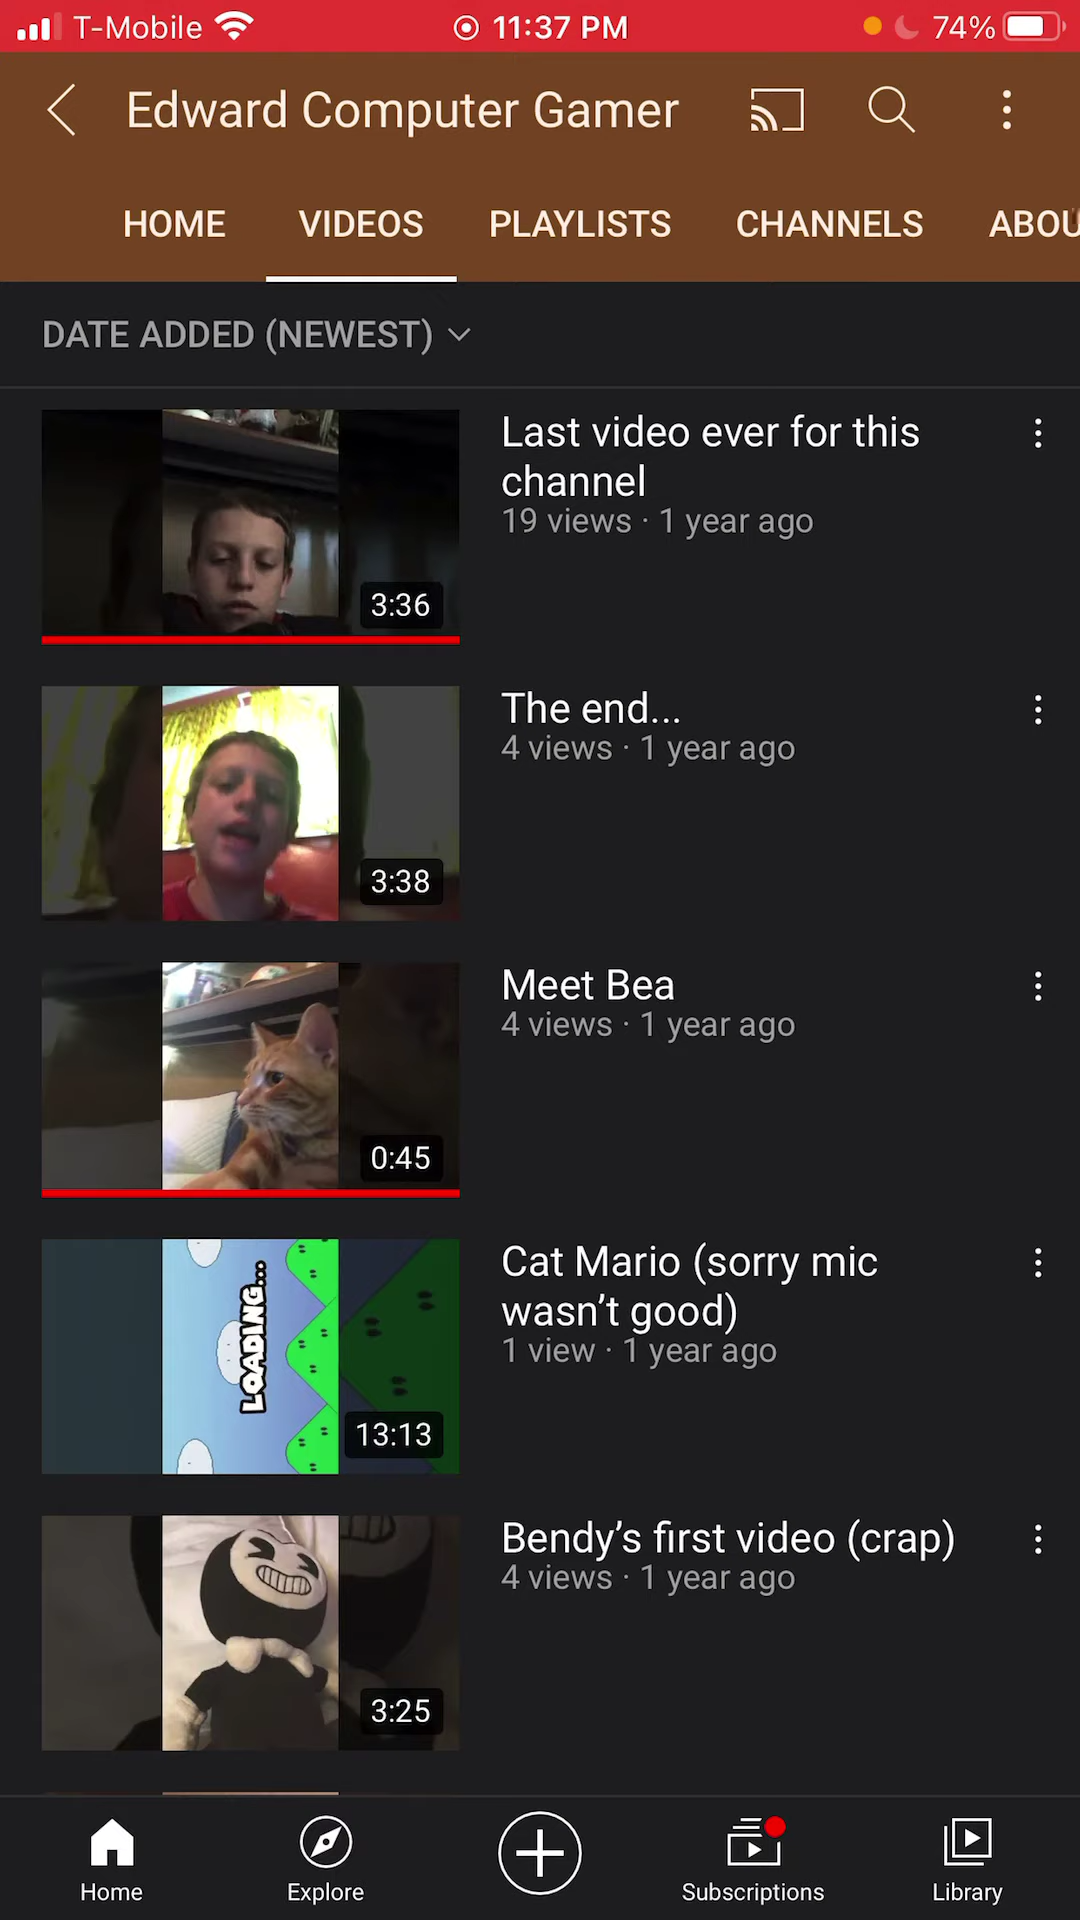 T-Mobile 11:37 PM 74%
Edward Computer Gamer
HOME VIDEOS PLAYLISTS CHANNELS ABOU
DATE ADDED (NEWEST)
Last video ever for this
channel
19 views · 1 year ago
3:36
The end...
4 views · 1 year ago
3:38
Meet Bea
4 views · 1 year ago
0:45
Cat Mario (sorry mic
wasn't good)
1 view · 1 year ago
LOADING...
13:13
Bendy's first video (crap)
4 views · 1 year ago
3:25
Home Explore Subscriptions Library